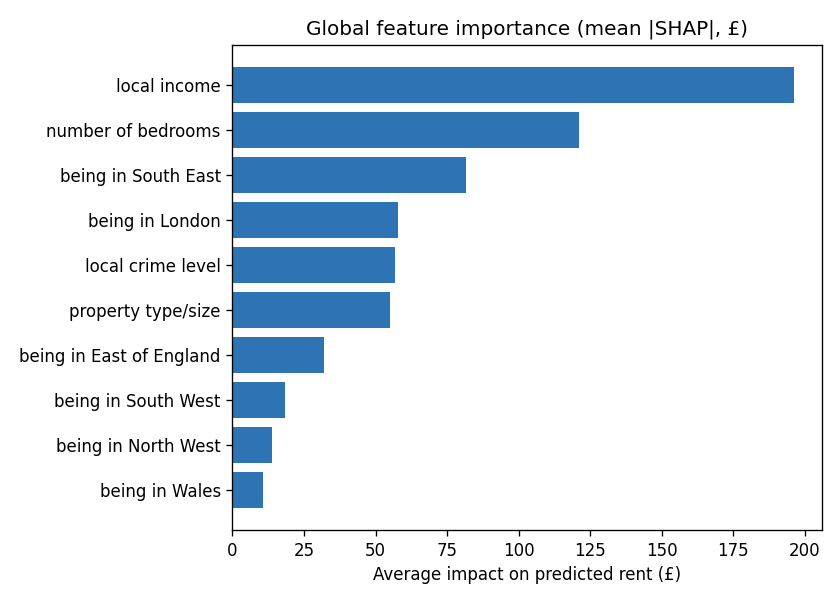 Global feature importance (mean |SHAP|, £)
local income
number of bedrooms
being in South East
being in London
local crime level
property type/size
being in East of England
being in South West
being in North West
being in Wales
0 25 50 75 100 125 150 175 200
Average impact on predicted rent (£)